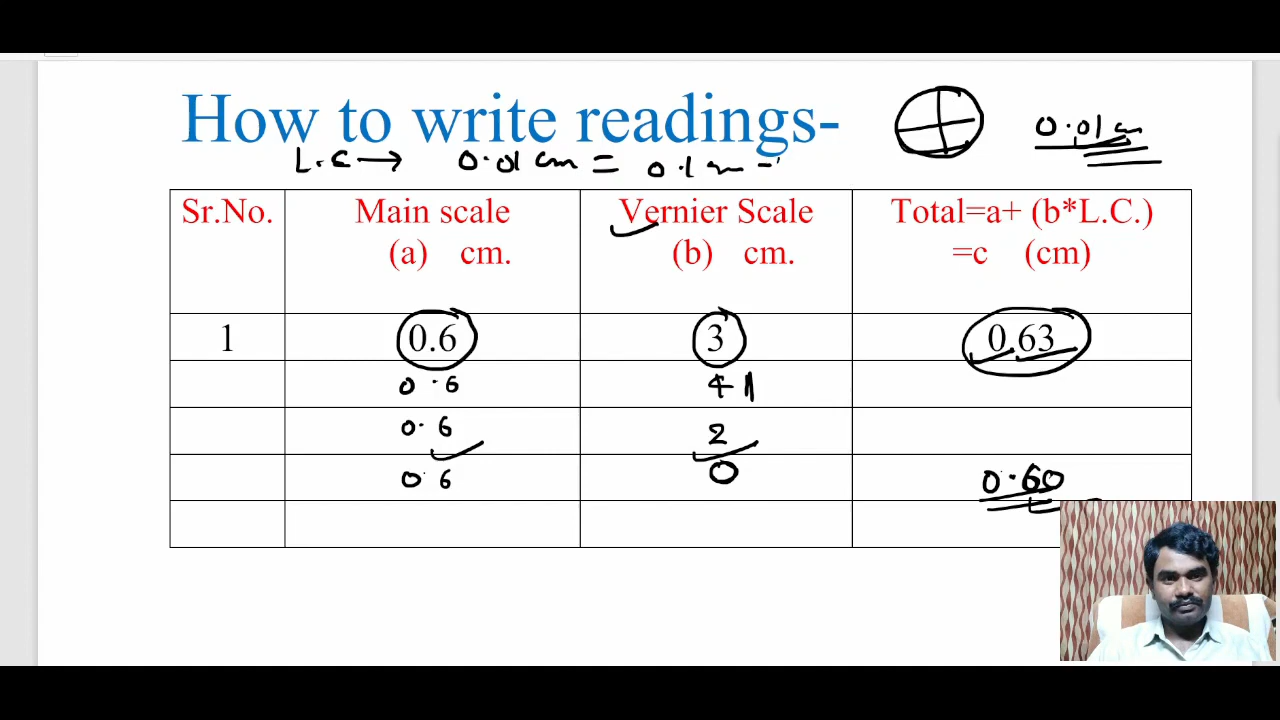 How to write readings-
0.01 cm
L.C → 0.01 cm = 0.1 m
Sr.No. Main scale (a) cm. Vernier Scale (b) cm. Total=a+ (b*L.C.) =c (cm)
1 0.6 3 0.63
0.6 4
0.6 2
0.6 0 0.60